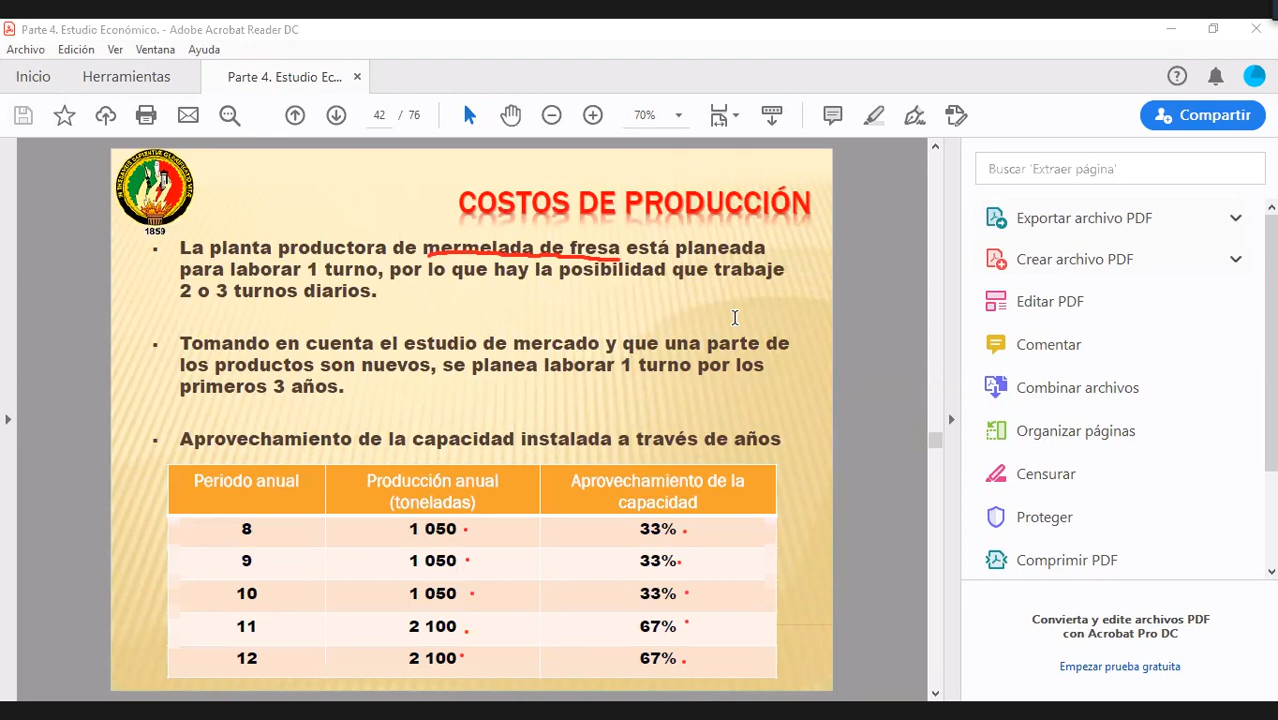 Parte 4. Estudio Económico. - Adobe Acrobat Reader DC
Archivo Edición Ver Ventana Ayuda
Inicio Herramientas Parte 4. Estudio Ec... ×
42 / 76 70% Compartir
COSTOS DE PRODUCCIÓN
1859
▪ La planta productora de mermelada de fresa está planeada
para laborar 1 turno, por lo que hay la posibilidad que trabaje
2 o 3 turnos diarios.
▪ Tomando en cuenta el estudio de mercado y que una parte de
los productos son nuevos, se planea laborar 1 turno por los
primeros 3 años.
▪ Aprovechamiento de la capacidad instalada a través de años
Periodo anual Producción anual Aprovechamiento de la
(toneladas) capacidad
8 1 050 33%
9 1 050 33%
10 1 050 33%
11 2 100 67%
12 2 100 67%
Buscar 'Extraer página'
Exportar archivo PDF
Crear archivo PDF
Editar PDF
Comentar
Combinar archivos
Organizar páginas
Censurar
Proteger
Comprimir PDF
Convierta y edite archivos PDF
con Acrobat Pro DC
Empezar prueba gratuita